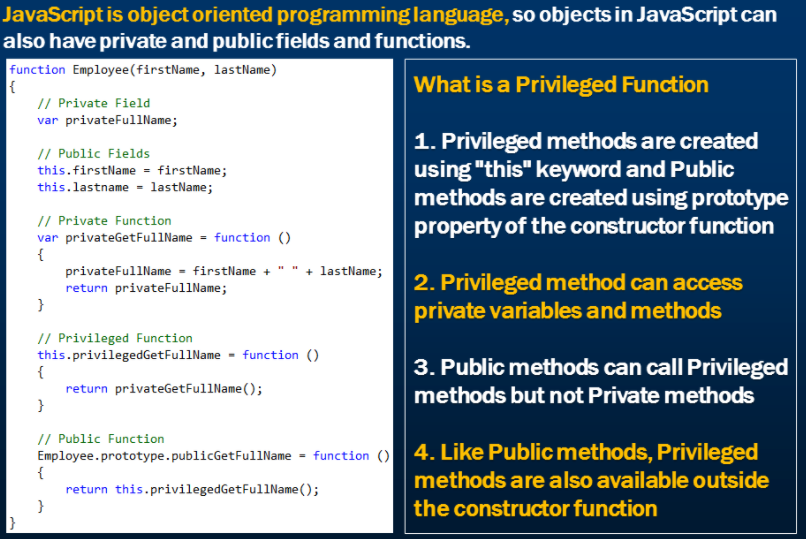 JavaScript is object oriented programming language, so objects in JavaScript can
also have private and public fields and functions.
function Employee(firstName, lastName)
{
    // Private Field
    var privateFullName;

    // Public Fields
    this.firstName = firstName;
    this.lastname = lastName;

    // Private Function
    var privateGetFullName = function ()
    {
        privateFullName = firstName + " " + lastName;
        return privateFullName;
    }

    // Privileged Function
    this.privilegedGetFullName = function ()
    {
        return privateGetFullName();
    }

    // Public Function
    Employee.prototype.publicGetFullName = function ()
    {
        return this.privilegedGetFullName();
    }
}
What is a Privileged Function
1. Privileged methods are created
using "this" keyword and Public
methods are created using prototype
property of the constructor function
2. Privileged method can access
private variables and methods
3. Public methods can call Privileged
methods but not Private methods
4. Like Public methods, Privileged
methods are also available outside
the constructor function